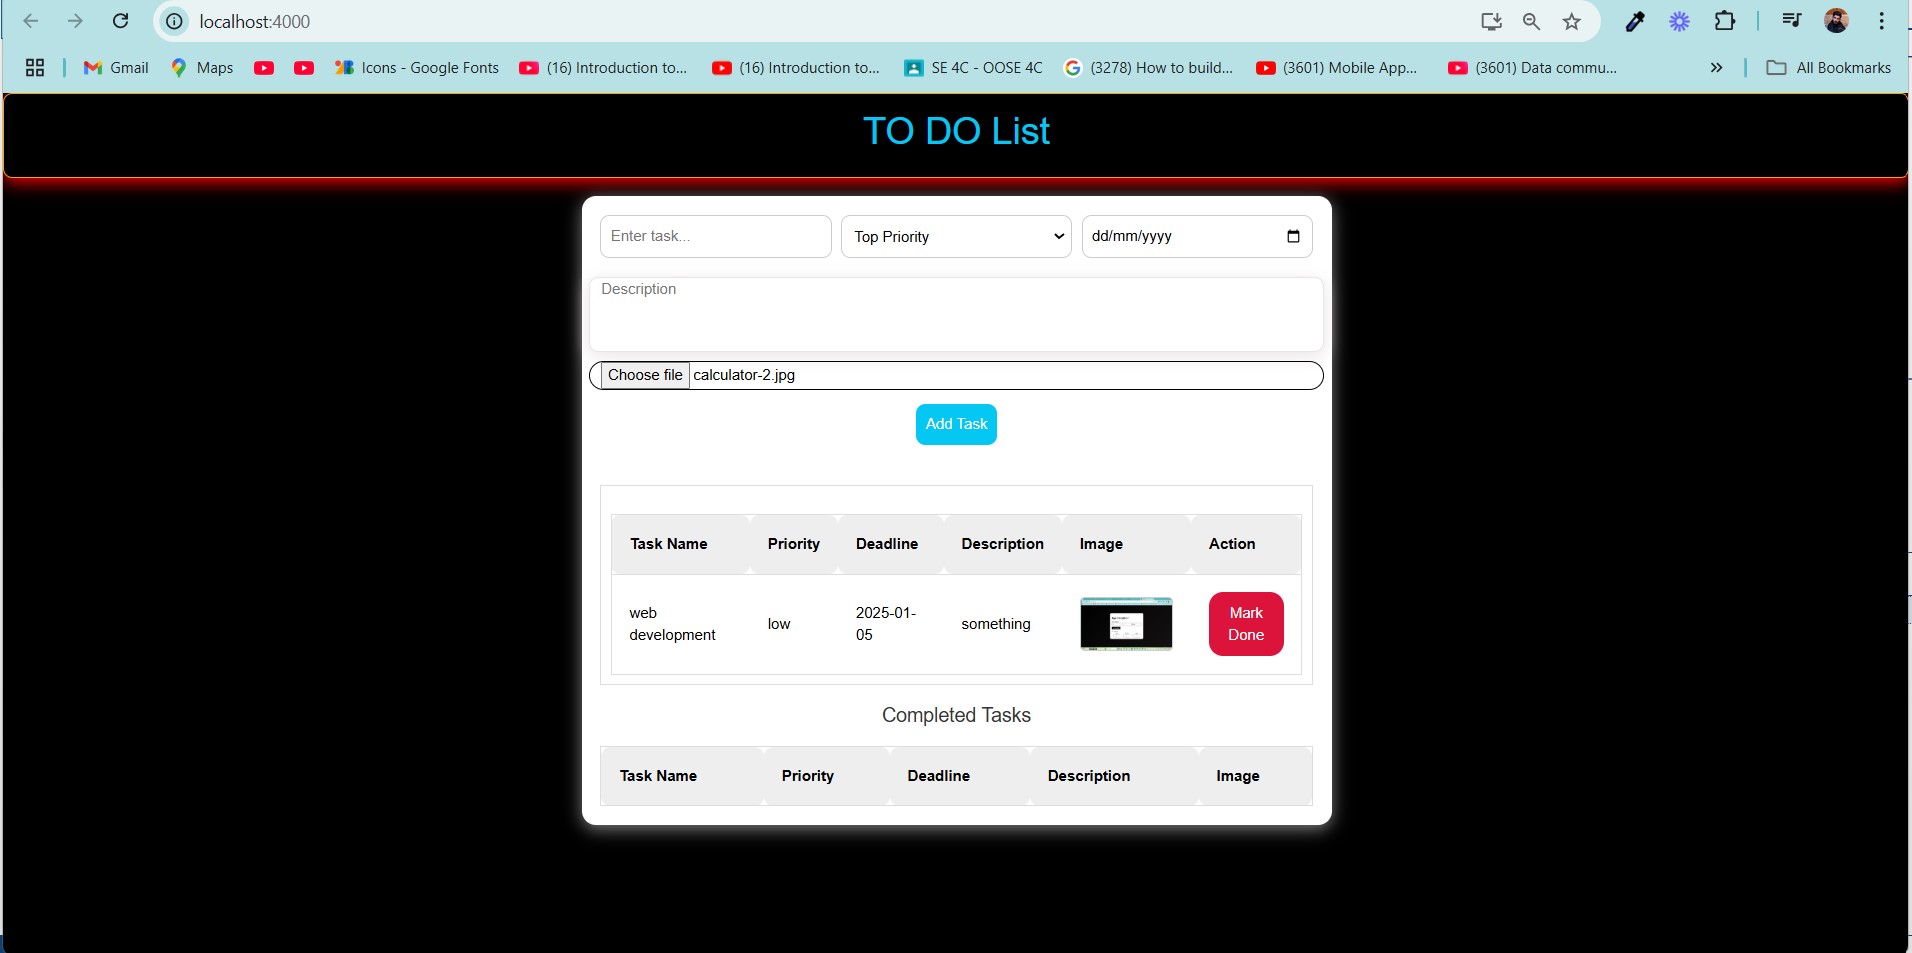 localhost:4000
Gmail Maps Icons - Google Fonts (16) Introduction to... (16) Introduction to... SE 4C - OOSE 4C (3278) How to build... (3601) Mobile App... (3601) Data commu... » All Bookmarks
TO DO List
Enter task... Top Priority dd/mm/yyyy
Description
Choose file calculator-2.jpg
Add Task
Task Name Priority Deadline Description Image Action
web development low 2025-01-05 something Mark Done
Completed Tasks
Task Name Priority Deadline Description Image